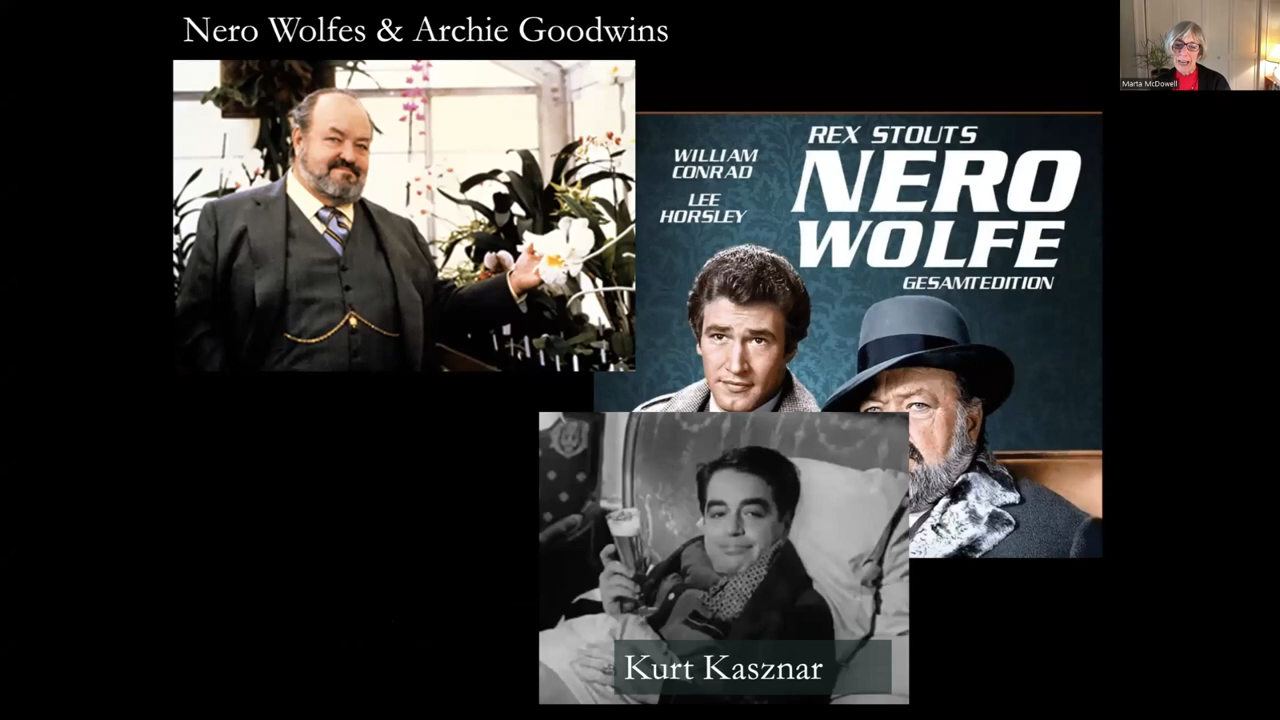 Nero Wolfes & Archie Goodwins
Marta McDowell
REX STOUTS
WILLIAM
CONRAD
NERO
LEE
HORSLEY
WOLFE
GESAMTEDITION
Kurt Kasznar